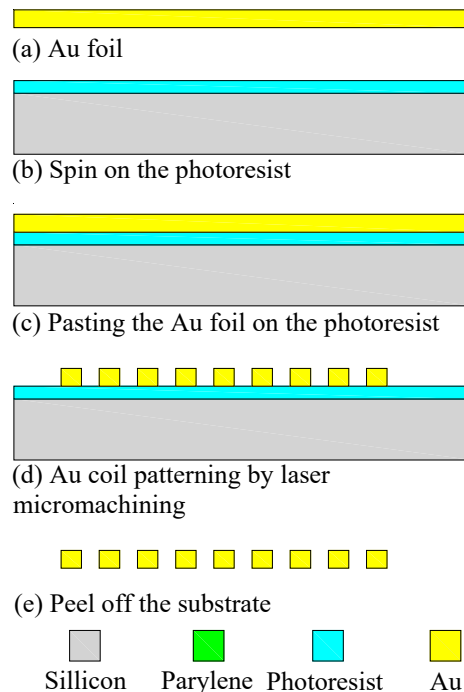 (a) Au foil
(b) Spin on the photoresist
(c) Pasting the Au foil on the photoresist
(d) Au coil patterning by laser
micromachining
(e) Peel off the substrate
Sillicon Parylene Photoresist Au